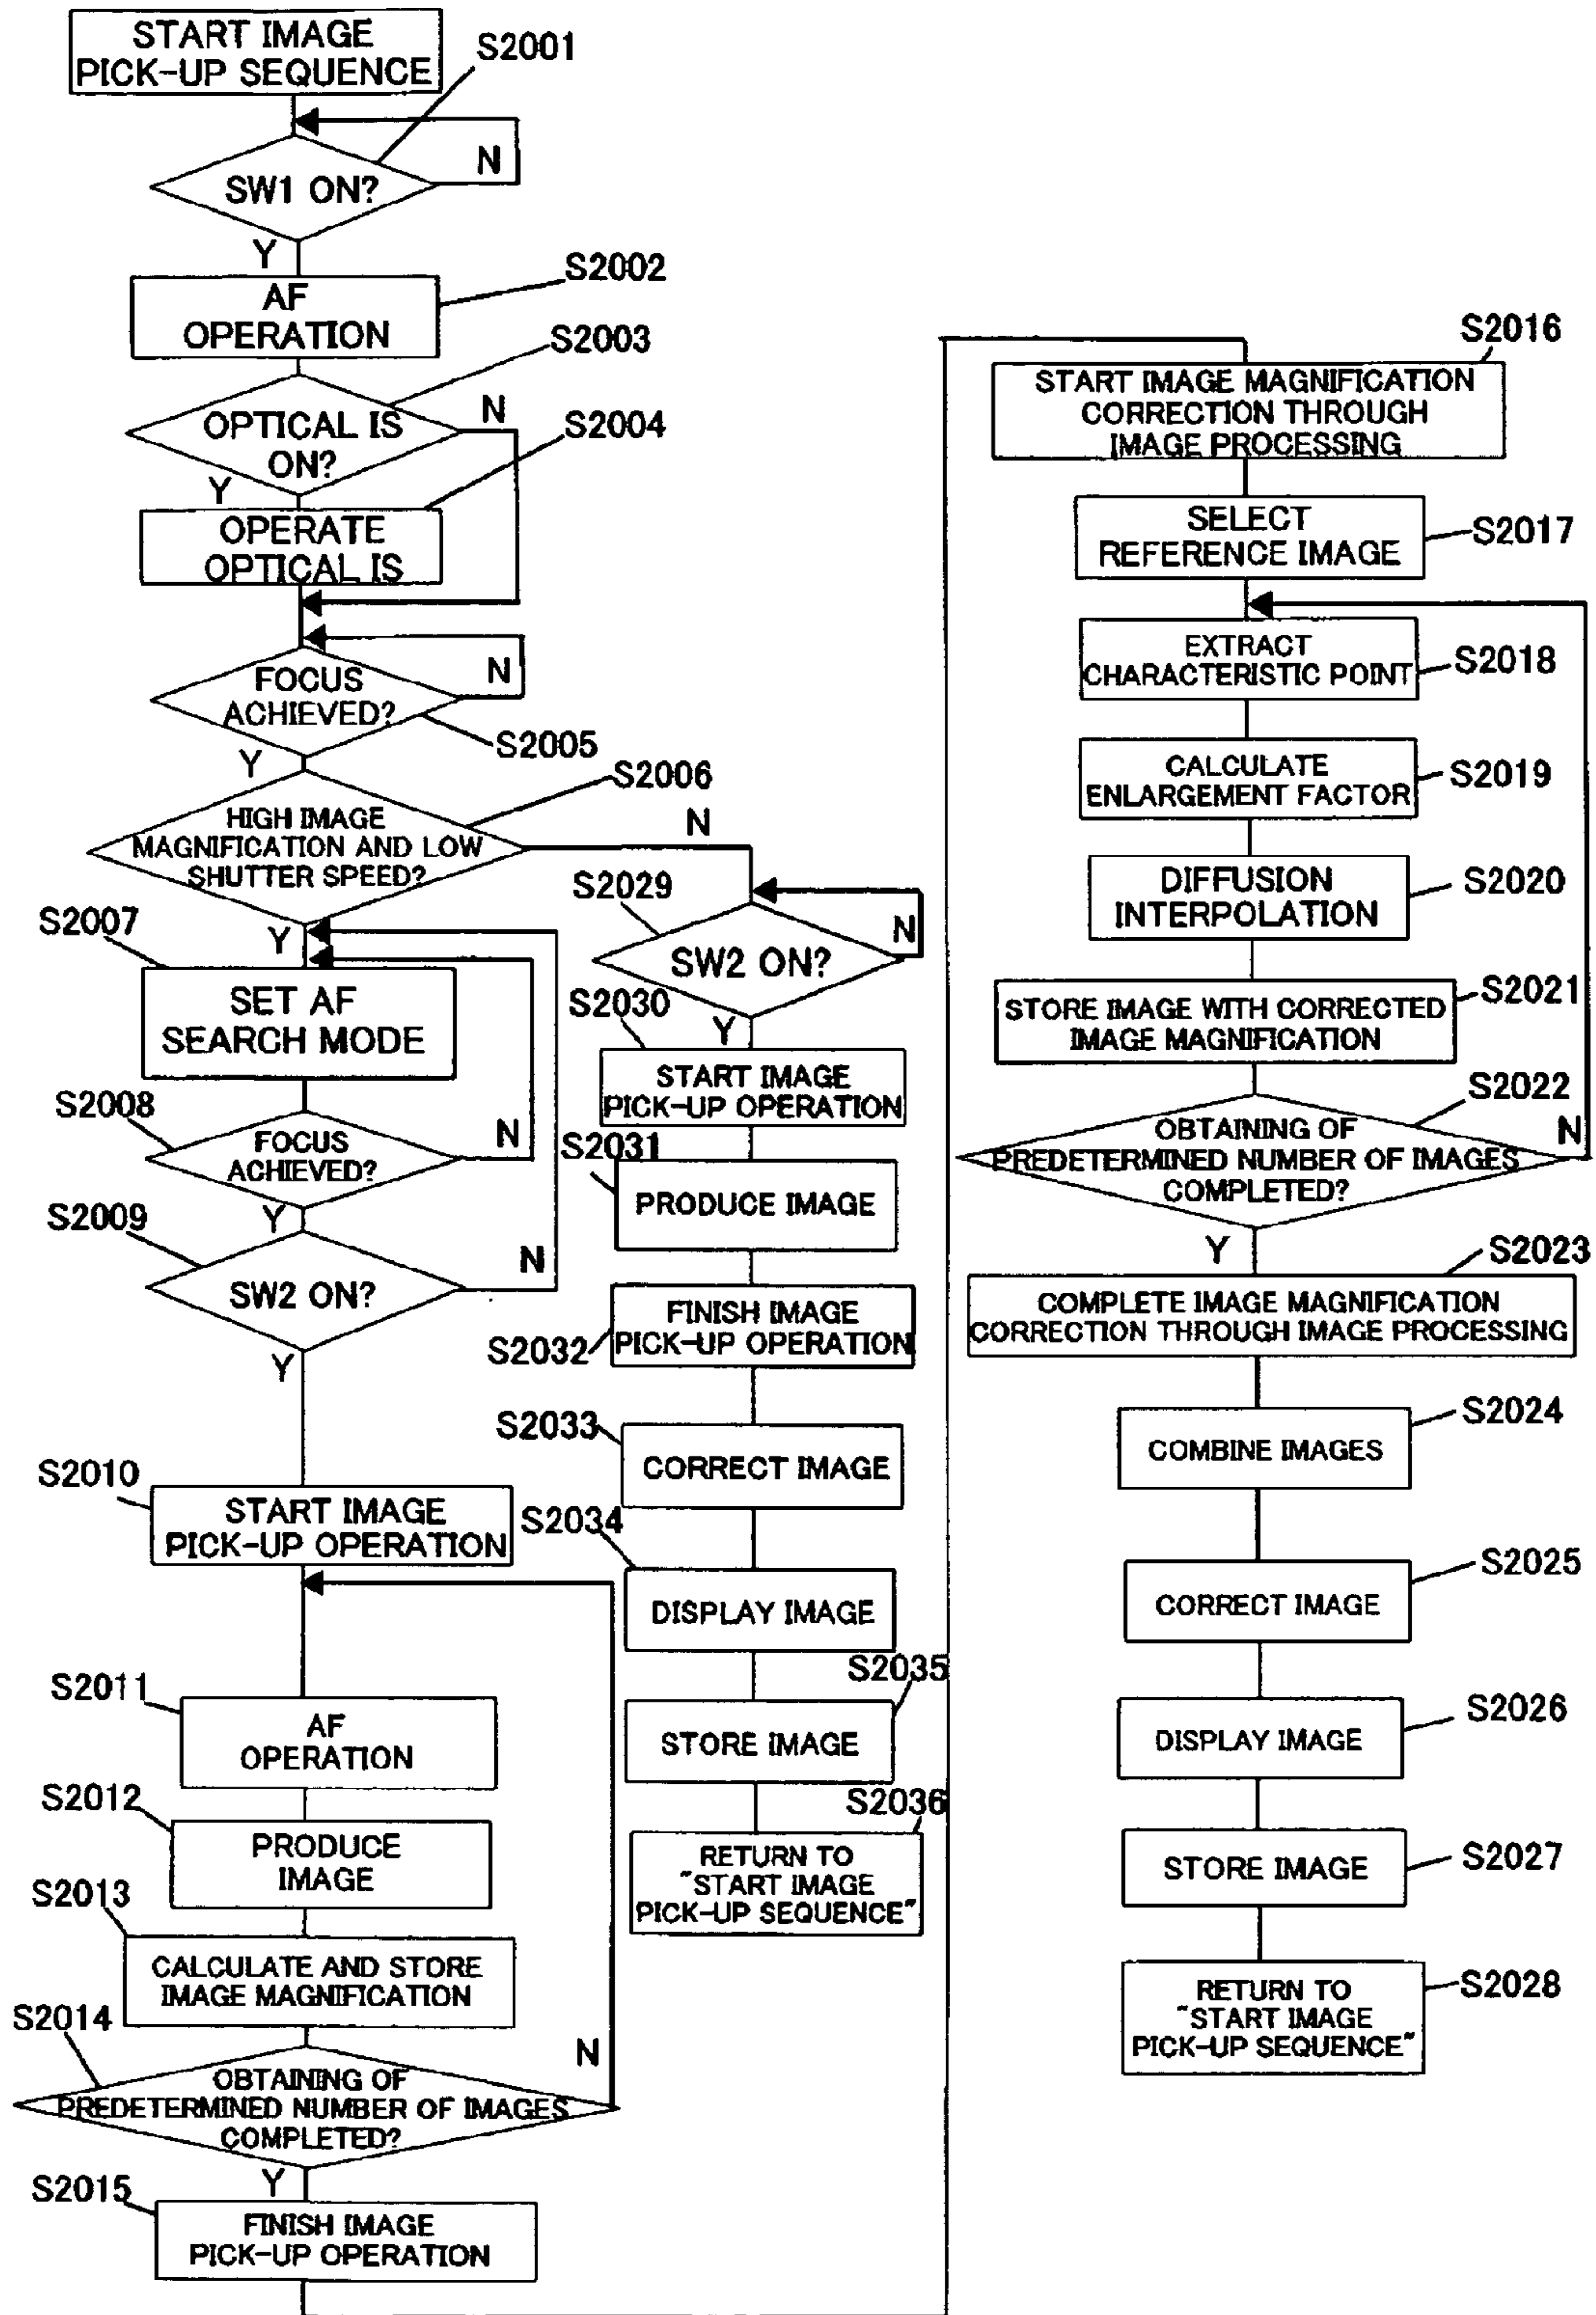 START IMAGE
PICK-UP SEQUENCE
S2001
N
SW1 ON?
Y
S2002
AF
OPERATION
S2003
N
OPTICAL IS
ON?
S2004
Y
OPERATE
OPTICAL IS
N
FOCUS
ACHIEVED?
S2005
Y
S2006
HIGH IMAGE
MAGNIFICATION AND LOW
SHUTTER SPEED?
N
S2007
Y
SET AF
SEARCH MODE
S2008
N
FOCUS
ACHIEVED?
S2009
Y
N
SW2 ON?
Y
S2010
START IMAGE
PICK-UP OPERATION
S2011
AF
OPERATION
S2012
PRODUCE
IMAGE
S2013
CALCULATE AND STORE
IMAGE MAGNIFICATION
S2014
N
OBTAINING OF
PREDETERMINED NUMBER OF IMAGES
COMPLETED?
Y
S2015
FINISH IMAGE
PICK-UP OPERATION
S2029
N
SW2 ON?
S2030
Y
START IMAGE
PICK-UP OPERATION
S2031
PRODUCE IMAGE
FINISH IMAGE
PICK-UP OPERATION
S2032
S2033
CORRECT IMAGE
S2034
DISPLAY IMAGE
S2035
STORE IMAGE
S2036
RETURN TO
"START IMAGE
PICK-UP SEQUENCE"
S2016
START IMAGE MAGNIFICATION
CORRECTION THROUGH
IMAGE PROCESSING
SELECT
REFERENCE IMAGE
S2017
EXTRACT
CHARACTERISTIC POINT
S2018
CALCULATE
ENLARGEMENT FACTOR
S2019
DIFFUSION
INTERPOLATION
S2020
STORE IMAGE WITH CORRECTED
IMAGE MAGNIFICATION
S2021
S2022
OBTAINING OF
PREDETERMINED NUMBER OF IMAGES
COMPLETED?
N
Y
S2023
COMPLETE IMAGE MAGNIFICATION
CORRECTION THROUGH IMAGE PROCESSING
S2024
COMBINE IMAGES
S2025
CORRECT IMAGE
S2026
DISPLAY IMAGE
S2027
STORE IMAGE
S2028
RETURN TO
"START IMAGE
PICK-UP SEQUENCE"